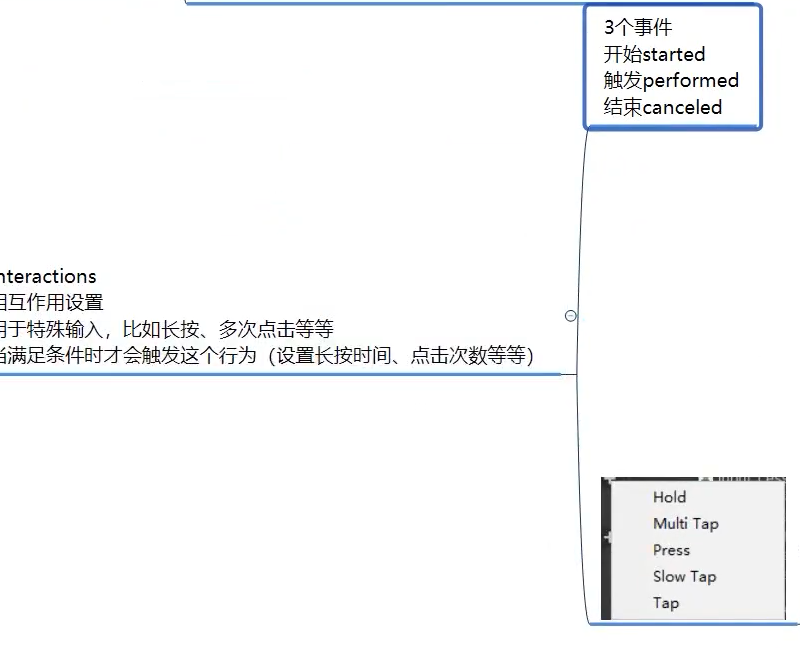 3个事件
开始started
触发performed
结束canceled
nteractions
相互作用设置
用于特殊输入，比如长按、多次点击等等
当满足条件时才会触发这个行为（设置长按时间、点击次数等等）
Hold
Multi Tap
Press
Slow Tap
Tap